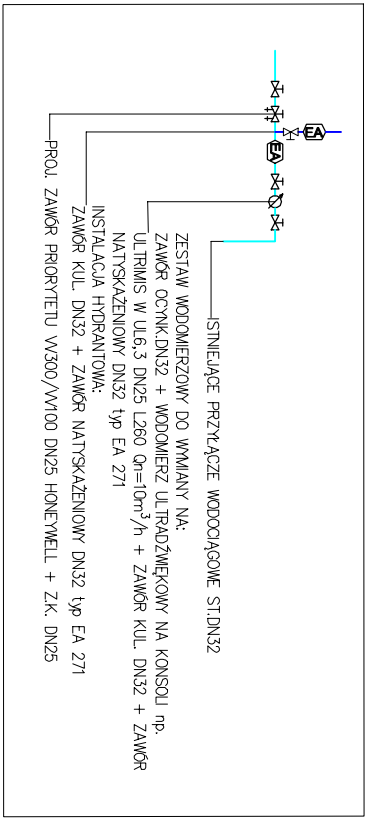 ISTNIEJĄCE PRZYŁĄCZE WODOCIĄGOWE ST.DN32
ZESTAW WODOMIERZOWY DO WYMIANY NA:
ZAWÓR OCYNK.DN32 + WODOMIERZ ULTRADŹWIĘKOWY NA KONSOLI np.
ULTRIMIS W UL6,3 DN25 L260 Qn=10m³/h + ZAWÓR KUL. DN32 + ZAWÓR
NATYSKAŻENIOWY DN32 typ EA 271
INSTALACJA HYDRANTOWA:
ZAWÓR KUL. DN32 + ZAWÓR NATYSKAŻENIOWY DN32 typ EA 271
PROJ. ZAWÓR PRIORYTETU VV300/VV100 DN25 HONEYWELL + Z.K. DN25
EA
EA